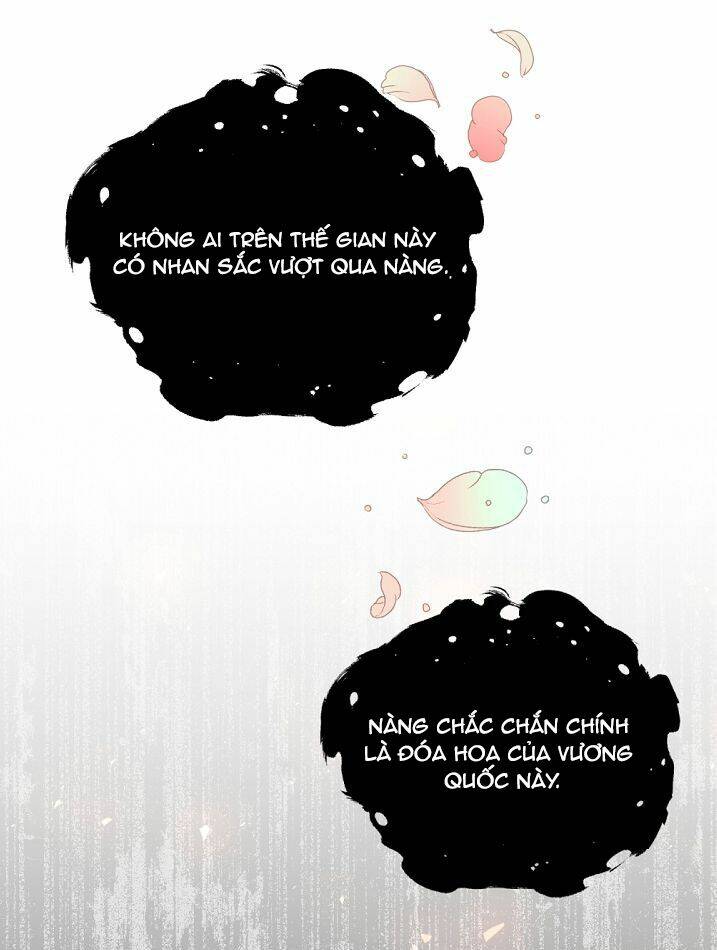 KHÔNG AI TRÊN THẾ GIAN NÀY
CÓ NHAN SẮC VƯỢT QUA NÀNG.
NÀNG CHẮC CHẮN CHÍNH
LÀ ĐÓA HOA CỦA VƯƠNG
QUỐC NÀY.